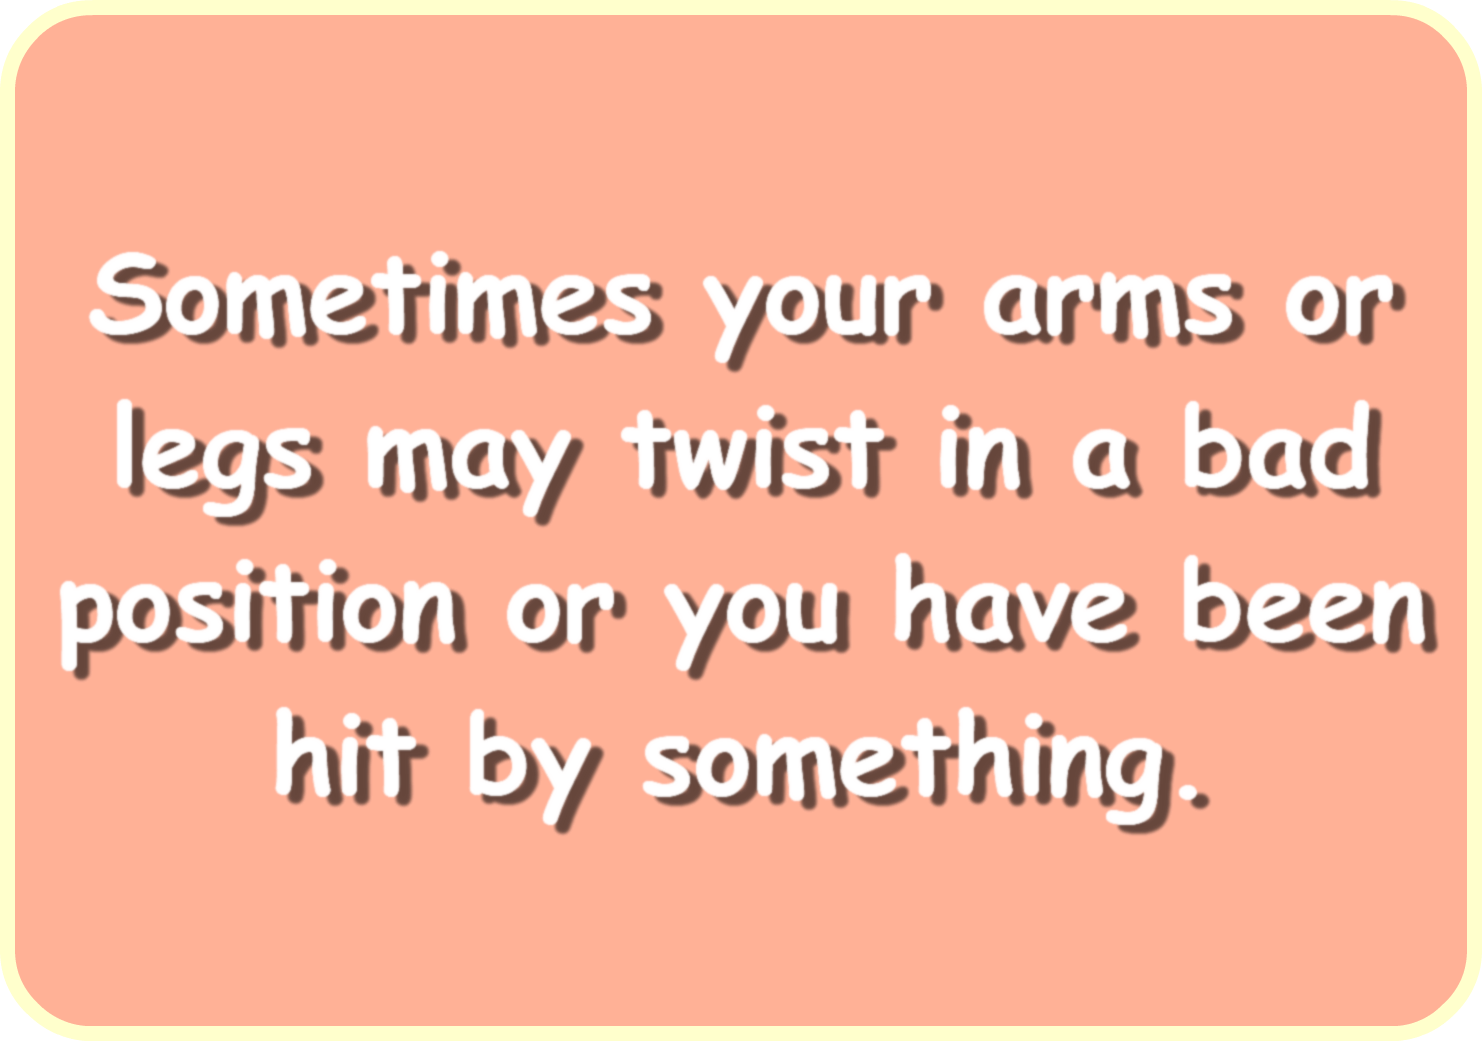 Sometimes your arms or
legs may twist in a bad
position or you have been
hit by something.